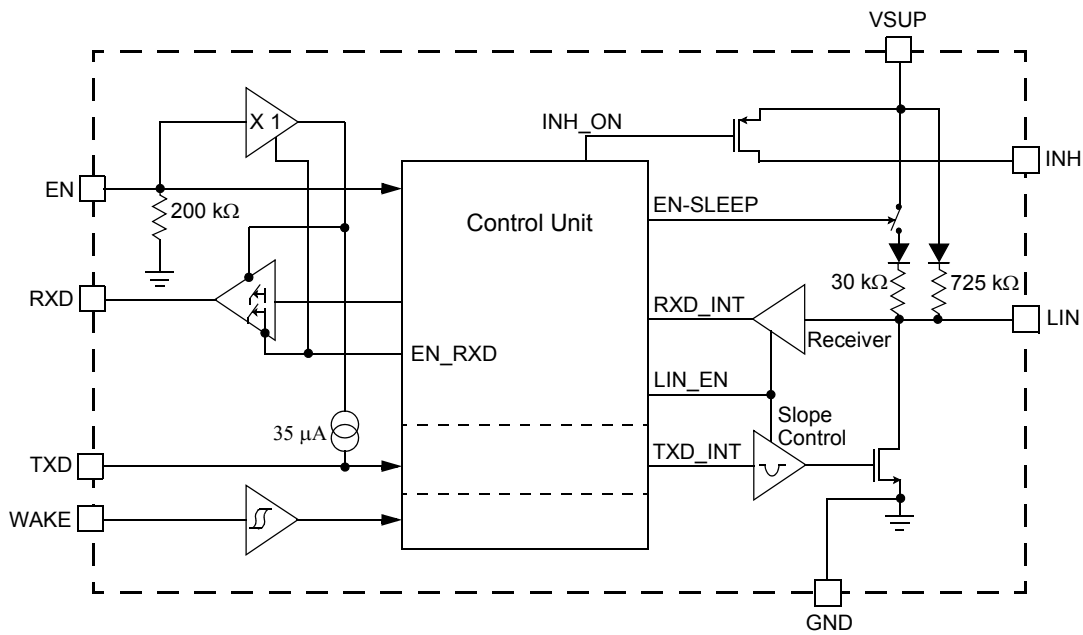 VSUP
X 1
INH_ON
INH
EN
200 kΩ
EN-SLEEP
Control Unit
RXD
30 kΩ
725 kΩ
RXD_INT
LIN
Receiver
EN_RXD
LIN_EN
35 μA
Slope
Control
TXD
TXD_INT
WAKE
GND